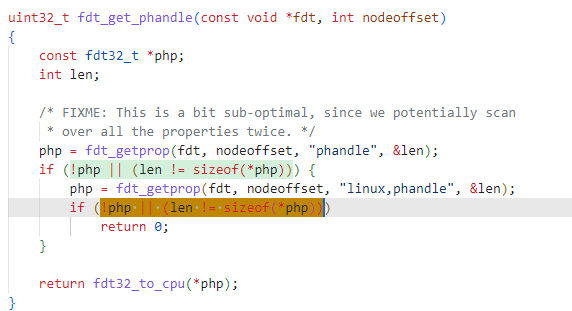 uint32_t fdt_get_phandle(const void *fdt, int nodeoffset)
{
    const fdt32_t *php;
    int len;

    /* FIXME: This is a bit sub-optimal, since we potentially scan
     * over all the properties twice. */
    php = fdt_getprop(fdt, nodeoffset, "phandle", &len);
    if (!php || (len != sizeof(*php))) {
        php = fdt_getprop(fdt, nodeoffset, "linux,phandle", &len);
        if (!php || (len != sizeof(*php)))
            return 0;
    }

    return fdt32_to_cpu(*php);
}